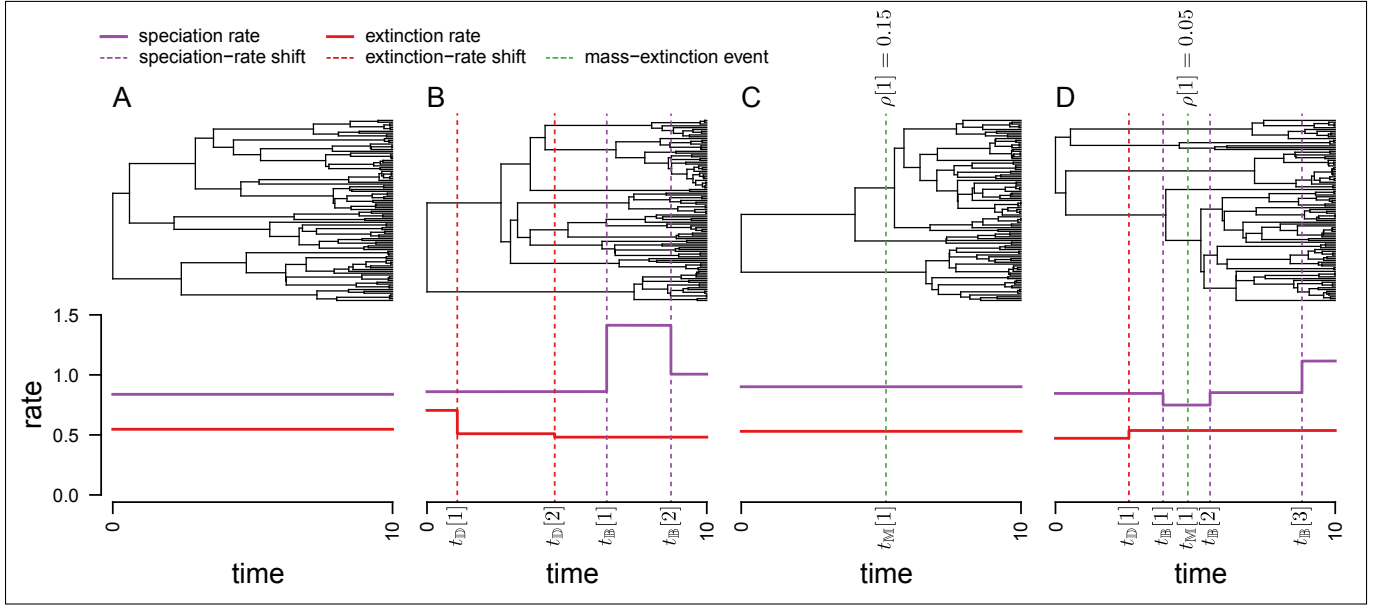 speciation rate
extinction rate
speciation−rate shift
extinction−rate shift
mass−extinction event
ρ[1] = 0.15
ρ[1] = 0.05
A
B
C
D
1.5
1.0
0.5
0.0
rate
0
10
0
t𝔻[1]
t𝔻[2]
t𝔹[1]
t𝔹[2]
10
0
t𝕄[1]
10
0
t𝔻[1]
t𝔹[1]
t𝕄[1]
t𝔹[2]
t𝔹[3]
10
time
time
time
time